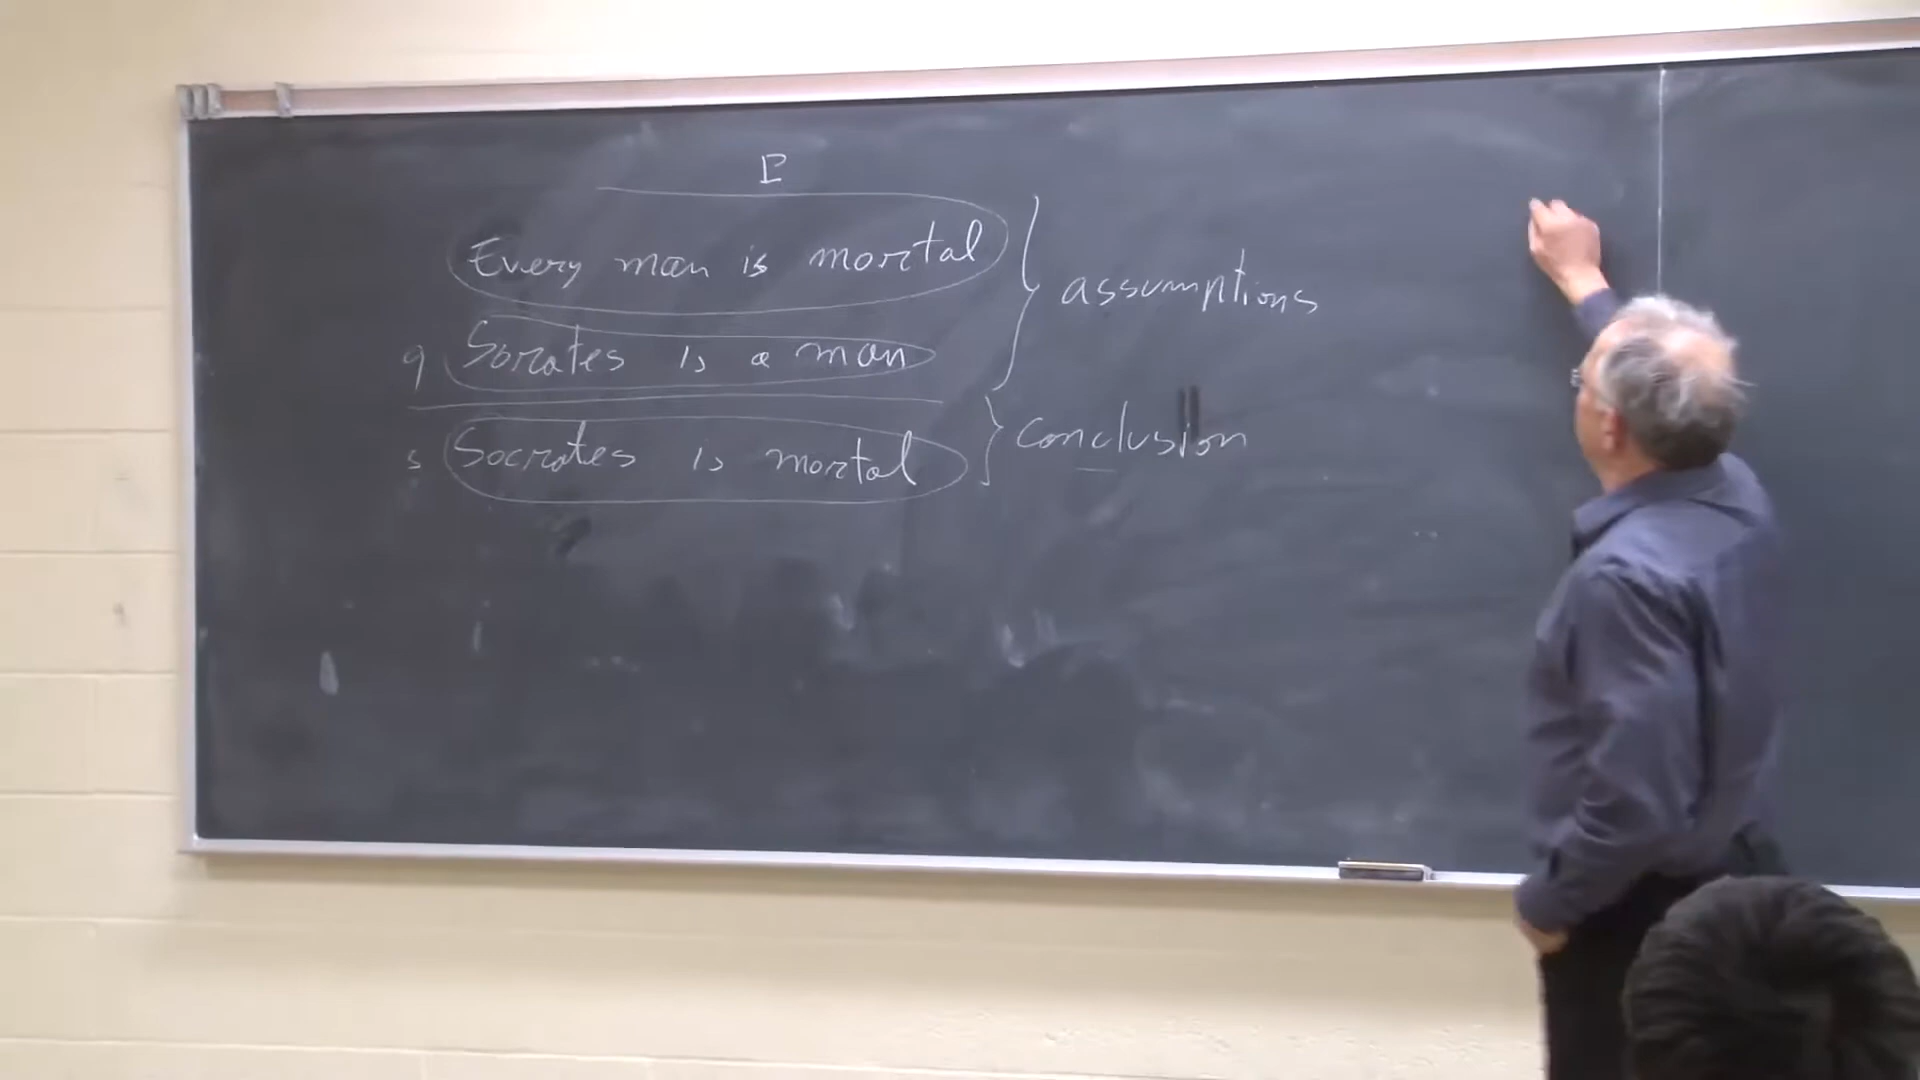 Every man is mortal
assumptions
q Socrates is a man
s Socrates is mortal
conclusion